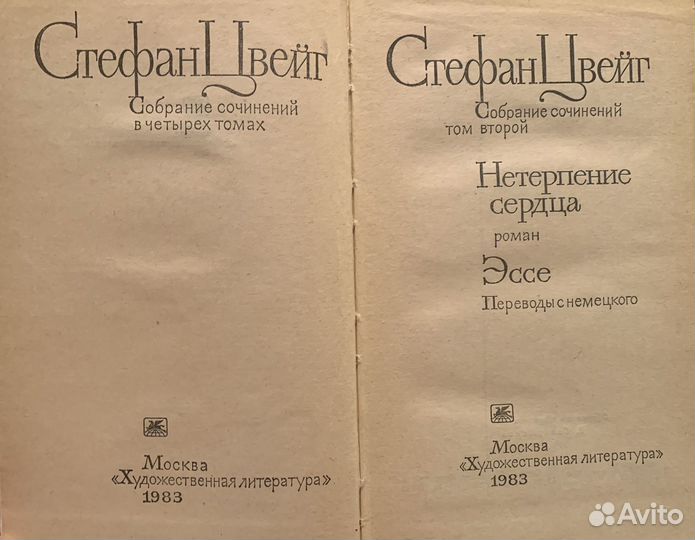 Стефан Цвейг
Собрание сочинений
в четырех томах
Москва
«Художественная литература»
1983
Стефан Цвейг
Собрание сочинений
том второй
Нетерпение
сердца
роман
Эссе
Переводы с немецкого
Москва
«Художественная литература»
1983
Avito